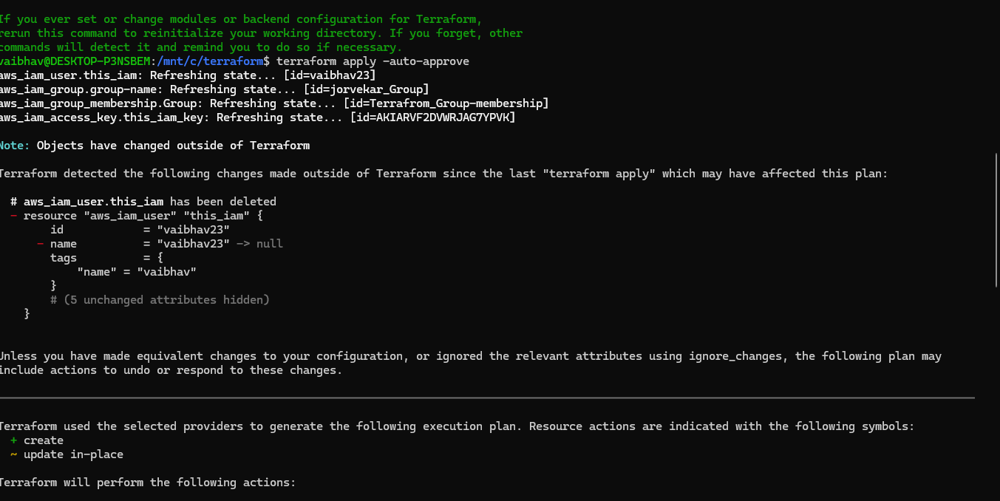 If you ever set or change modules or backend configuration for Terraform,
rerun this command to reinitialize your working directory. If you forget, other
commands will detect it and remind you to do so if necessary.
vaibhav@DESKTOP-P3NSBEM:/mnt/c/terraform$ terraform apply -auto-approve
aws_iam_user.this_iam: Refreshing state... [id=vaibhav23]
aws_iam_group.group-name: Refreshing state... [id=jorvekar_Group]
aws_iam_group_membership.Group: Refreshing state... [id=Terrafrom_Group-membership]
aws_iam_access_key.this_iam_key: Refreshing state... [id=AKIARVF2DVWRJAG7YPVK]
Note: Objects have changed outside of Terraform
Terraform detected the following changes made outside of Terraform since the last "terraform apply" which may have affected this plan:
  # aws_iam_user.this_iam has been deleted
  - resource "aws_iam_user" "this_iam" {
        id            = "vaibhav23"
      - name          = "vaibhav23" -> null
        tags          = {
            "name" = "vaibhav"
        }
        # (5 unchanged attributes hidden)
    }
Unless you have made equivalent changes to your configuration, or ignored the relevant attributes using ignore_changes, the following plan may
include actions to undo or respond to these changes.
Terraform used the selected providers to generate the following execution plan. Resource actions are indicated with the following symbols:
  + create
  ~ update in-place
Terraform will perform the following actions: